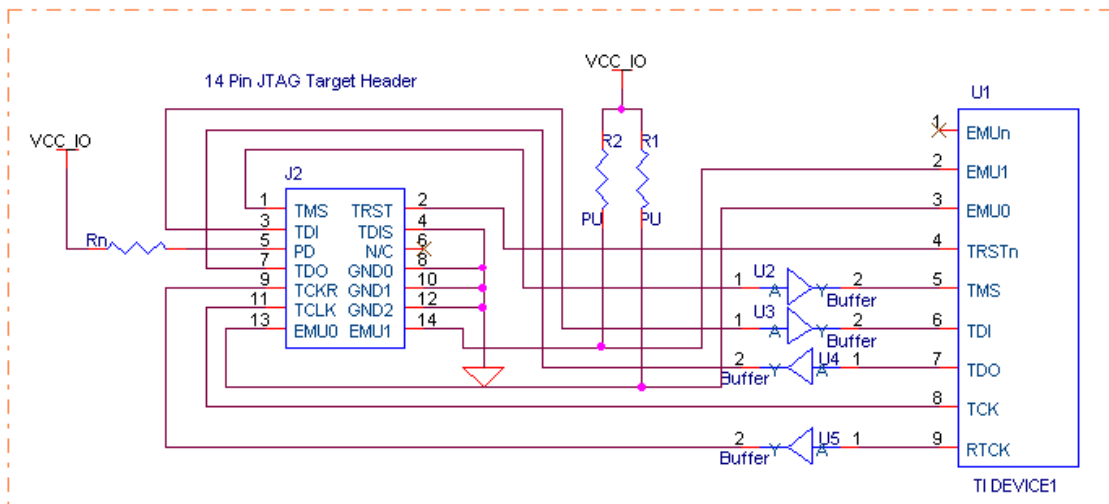 VCC_IO
14 Pin JTAG Target Header
U1
VCC_IO
J2
R2 R1
PU PU
Rn
1 TMS TRST 2
3 TDI TDIS 4
5 PD N/C 6
7 TDO GND0 8
9 TCKR GND1 10
11 TCLK GND2 12
13 EMU0 EMU1 14
1 EMUn
2 EMU1
3 EMU0
4 TRSTn
1 U2 A Y 2 Buffer 5 TMS
1 U3 A Y 2 Buffer 6 TDI
2 Buffer Y A U4 1 7 TDO
8 TCK
2 Buffer Y A U5 1 9 RTCK
TI DEVICE1